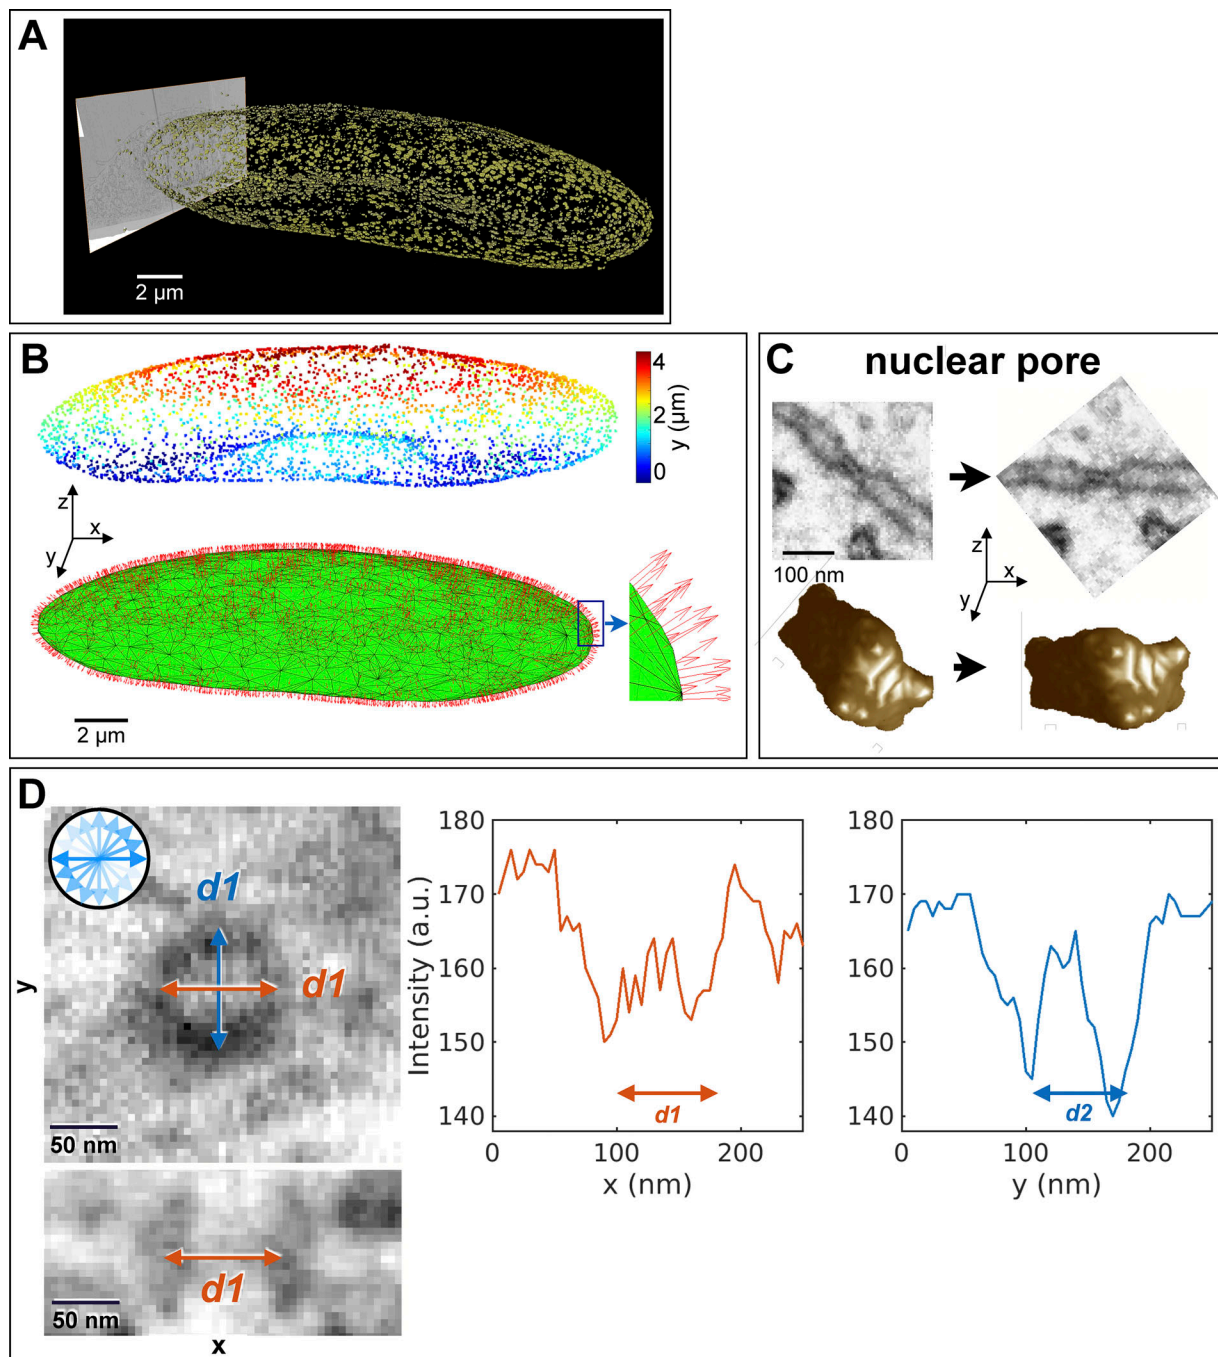 A
2 µm
B
4
2
0
y (µm)
z
x
y
2 µm
C
nuclear pore
100 nm
z
x
y
D
d1
d1
y
50 nm
d1
50 nm
x
180
170
160
150
140
Intensity (a.u.)
d1
0
100
200
x (nm)
180
170
160
150
140
d2
0
100
200
y (nm)